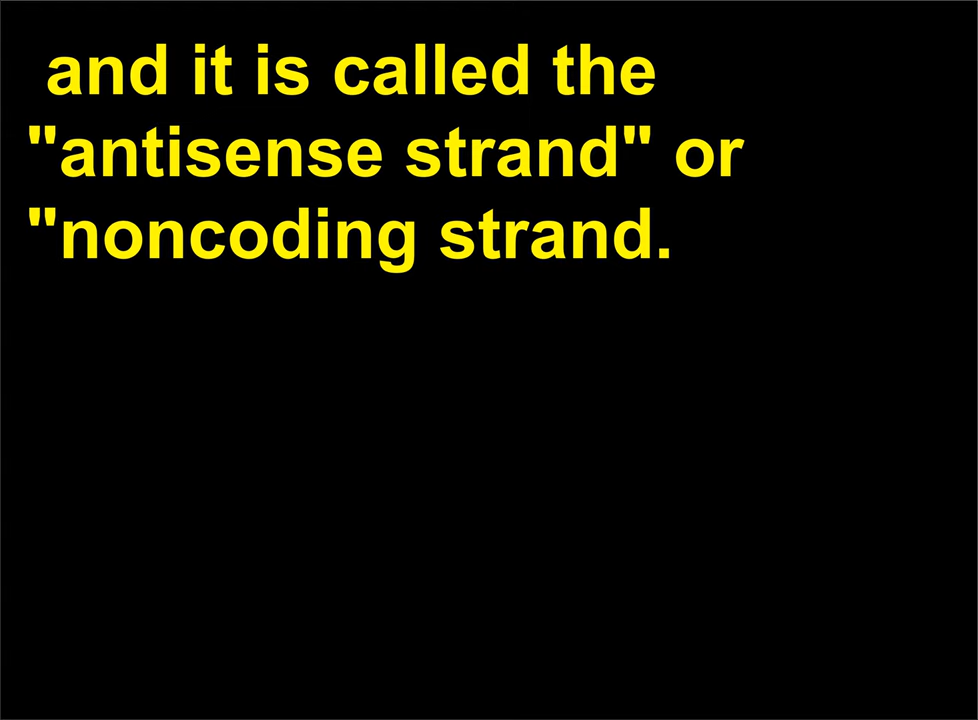 and it is called the
"antisense strand" or
"noncoding strand.